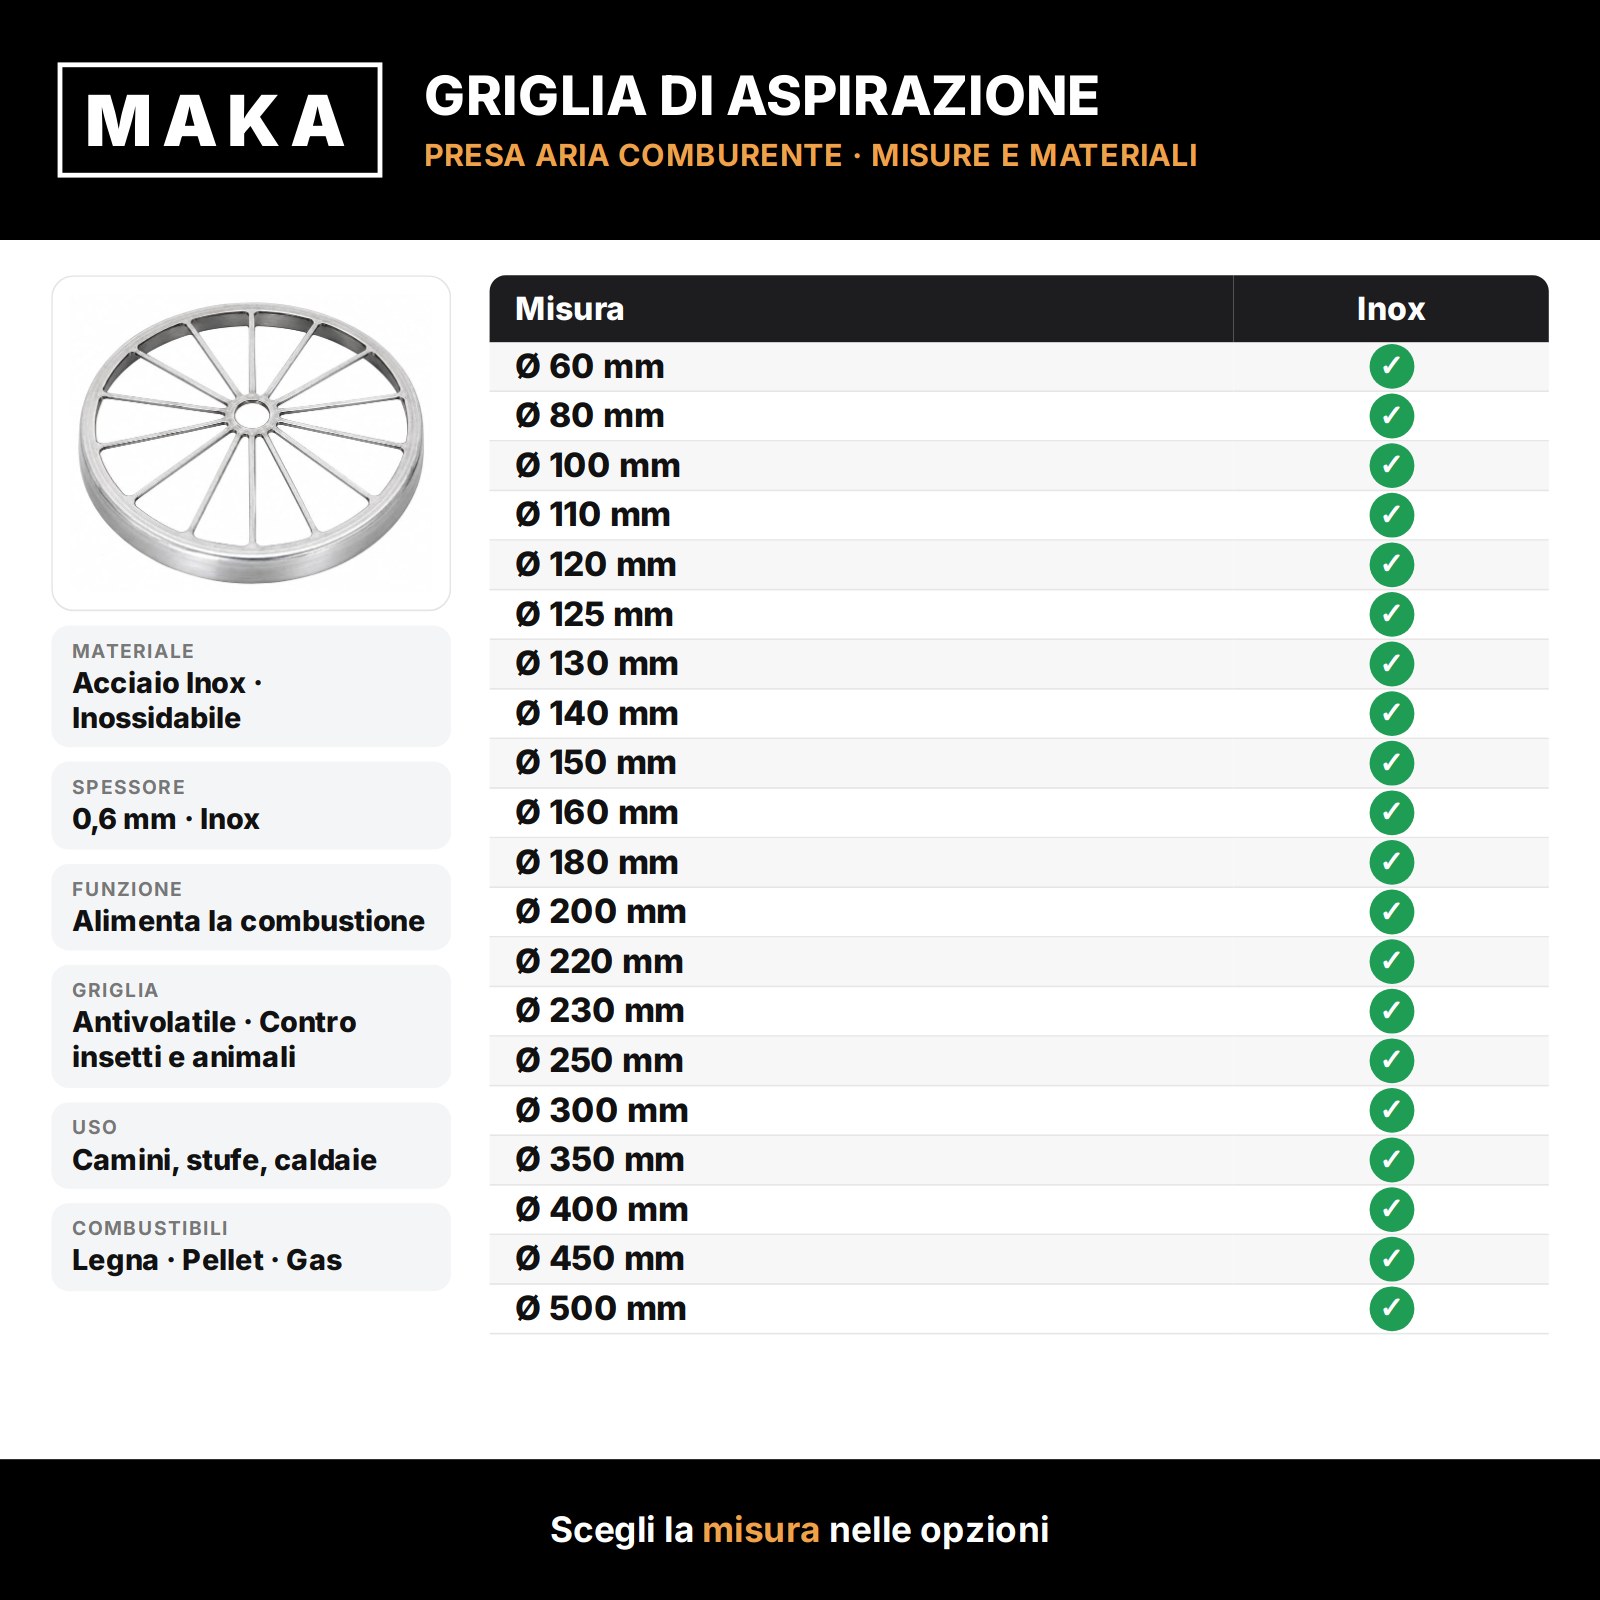 MAKA
GRIGLIA DI ASPIRAZIONE
PRESA ARIA COMBURENTE · MISURE E MATERIALI
MATERIALE
Acciaio Inox ·
Inossidabile
SPESSORE
0,6 mm · Inox
FUNZIONE
Alimenta la combustione
GRIGLIA
Antivolatile · Contro
insetti e animali
USO
Camini, stufe, caldaie
COMBUSTIBILI
Legna · Pellet · Gas
Misura Inox
Ø 60 mm ✓
Ø 80 mm ✓
Ø 100 mm ✓
Ø 110 mm ✓
Ø 120 mm ✓
Ø 125 mm ✓
Ø 130 mm ✓
Ø 140 mm ✓
Ø 150 mm ✓
Ø 160 mm ✓
Ø 180 mm ✓
Ø 200 mm ✓
Ø 220 mm ✓
Ø 230 mm ✓
Ø 250 mm ✓
Ø 300 mm ✓
Ø 350 mm ✓
Ø 400 mm ✓
Ø 450 mm ✓
Ø 500 mm ✓
Scegli la misura nelle opzioni